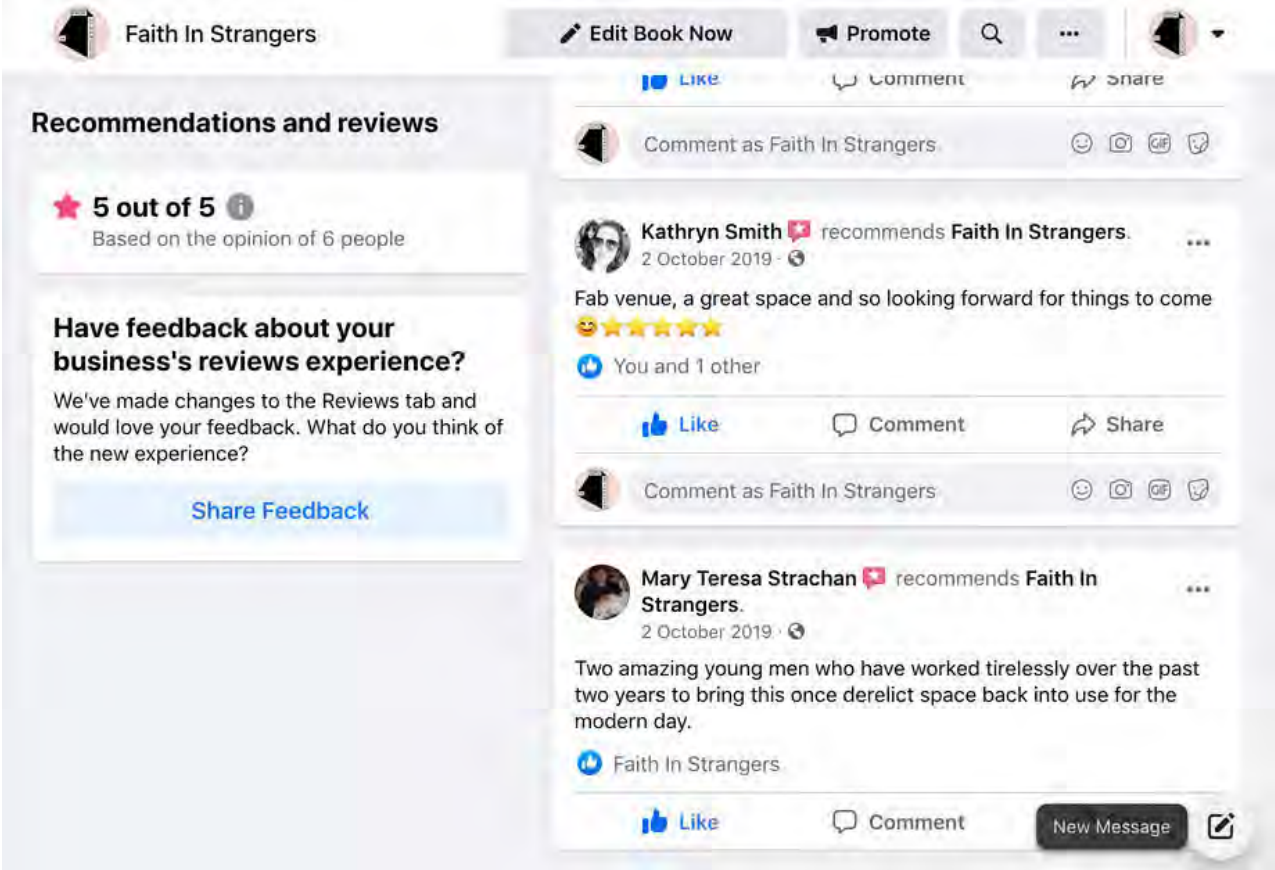 Faith In Strangers
Edit Book Now
Promote
Recommendations and reviews
5 out of 5
Based on the opinion of 6 people
Have feedback about your
business's reviews experience?
We've made changes to the Reviews tab and
would love your feedback. What do you think of
the new experience?
Share Feedback
Like Comment Share
Comment as Faith In Strangers
GIF
Kathryn Smith recommends Faith In Strangers.
2 October 2019 ·
Fab venue, a great space and so looking forward for things to come
😊⭐⭐⭐⭐⭐
You and 1 other
Like Comment Share
Comment as Faith In Strangers
GIF
Mary Teresa Strachan recommends Faith In
Strangers.
2 October 2019 ·
Two amazing young men who have worked tirelessly over the past
two years to bring this once derelict space back into use for the
modern day.
Faith In Strangers
Like Comment
New Message